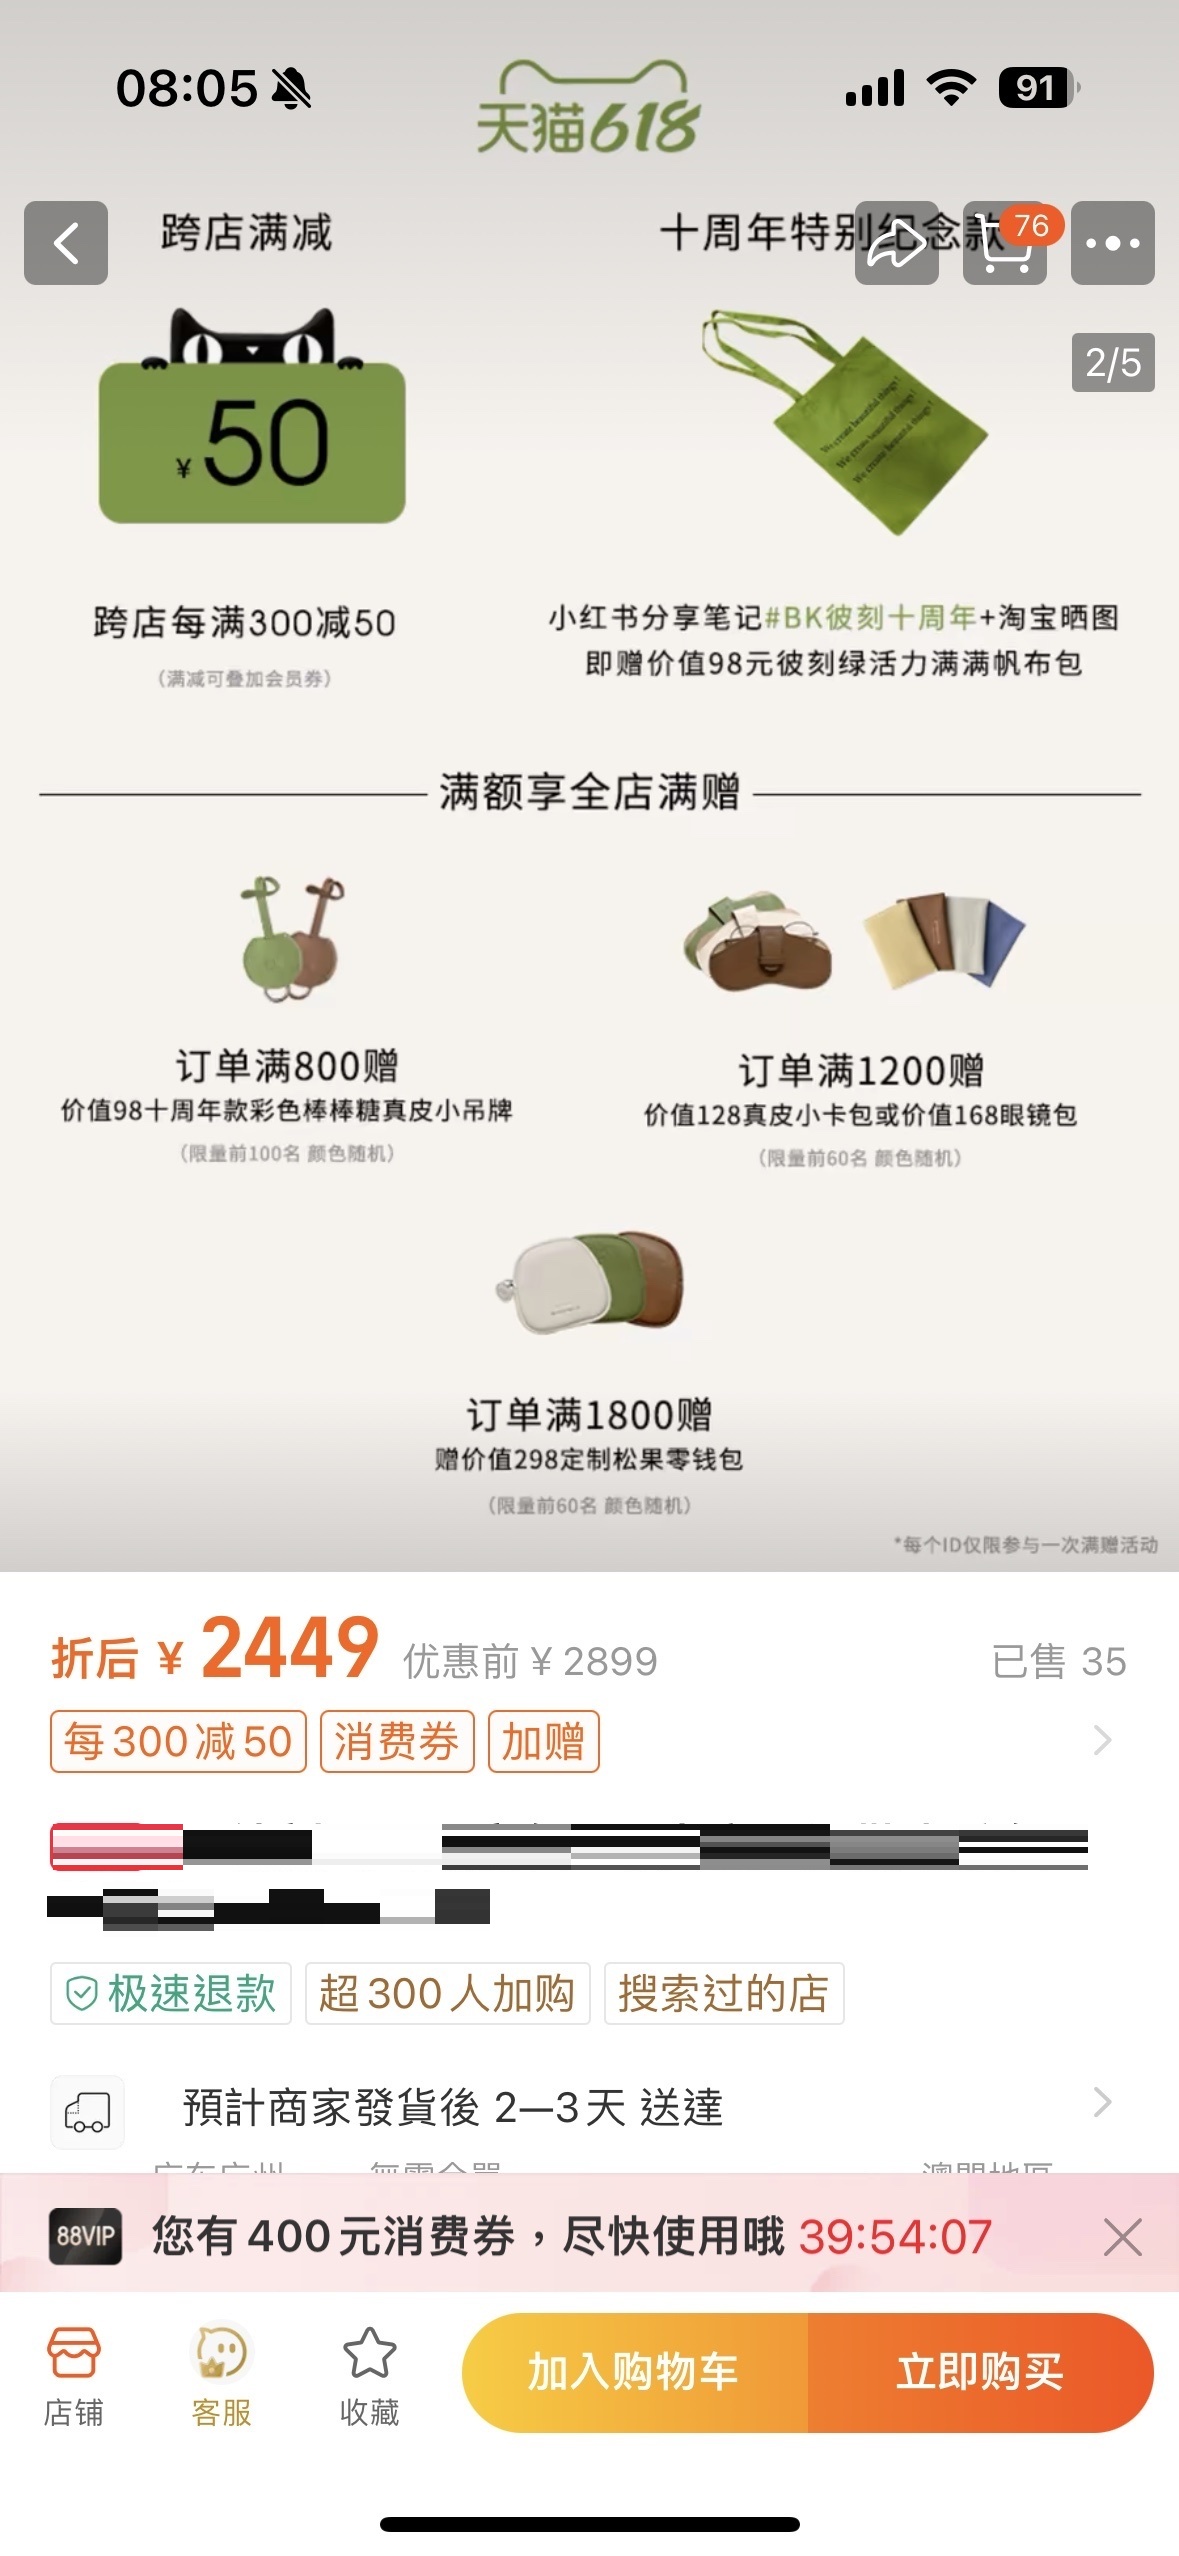 08:05
91
天猫618
跨店满减
十周年特别纪念款
76
2/5
¥50
We create beautiful things!
We create beautiful things!
We create beautiful things!
跨店每满300减50
小红书分享笔记#BK彼刻十周年+淘宝晒图
（满减可叠加会员券）
即赠价值98元彼刻绿活力满满帆布包
满额享全店满赠
订单满800赠
价值98十周年款彩色棒棒糖真皮小吊牌
（限量前100名 颜色随机）
订单满1200赠
价值128真皮小卡包或价值168眼镜包
（限量前60名 颜色随机）
订单满1800赠
赠价值298定制松果零钱包
（限量前60名 颜色随机）
*每个ID仅限参与一次满赠活动
折后 ¥ 2449 优惠前 ¥ 2899 已售 35
每300减50 消费券 加赠
极速退款 超300人加购 搜索过的店
預計商家發貨後 2—3天 送達
88VIP 您有400元消费券，尽快使用哦 39:54:07
店铺 客服 收藏 加入购物车 立即购买